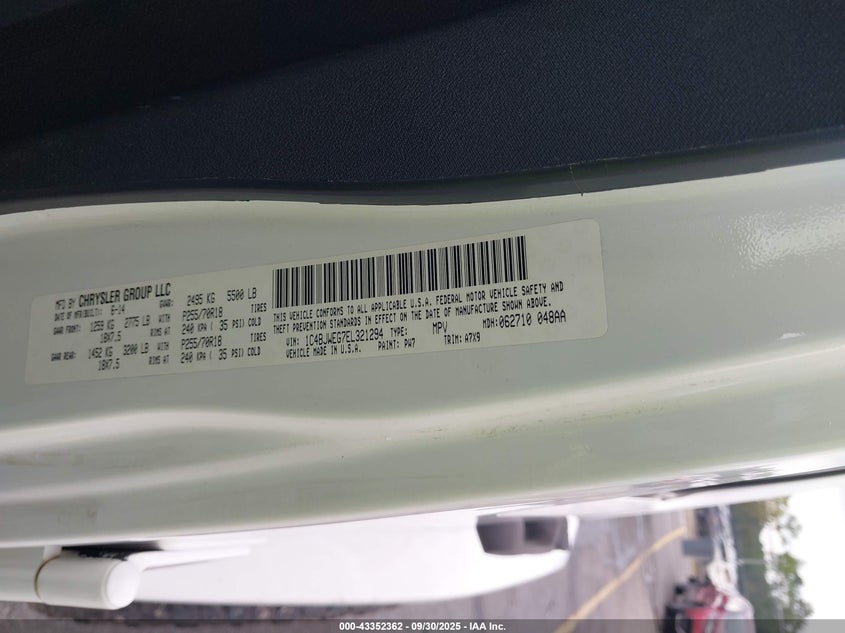 MFD BY CHRYSLER GROUP LLC
DATE OF MFR(BUILT): 6-14 GVWR: 2495 KG 5500 LB
GAWR FRONT: 1259 KG 2775 LB WITH P255/70R18 TIRES
18X7.5 RIMS AT 240 KPA ( 35 PSI) COLD
GAWR REAR: 1452 KG 3200 LB WITH P255/70R18 TIRES
18X7.5 RIMS AT 240 KPA ( 35 PSI) COLD
THIS VEHICLE CONFORMS TO ALL APPLICABLE U.S.A. FEDERAL MOTOR VEHICLE SAFETY AND
THEFT PREVENTION STANDARDS IN EFFECT ON THE DATE OF MANUFACTURE SHOWN ABOVE.
VIN: 1C4BJWEG7EL321294 TYPE: MPV MDH: 062710 048AA
VEHICLE MADE IN U.S.A. PAINT: PW7 TRIM: A7X9
000-43352362 - 09/30/2025 - IAA Inc.